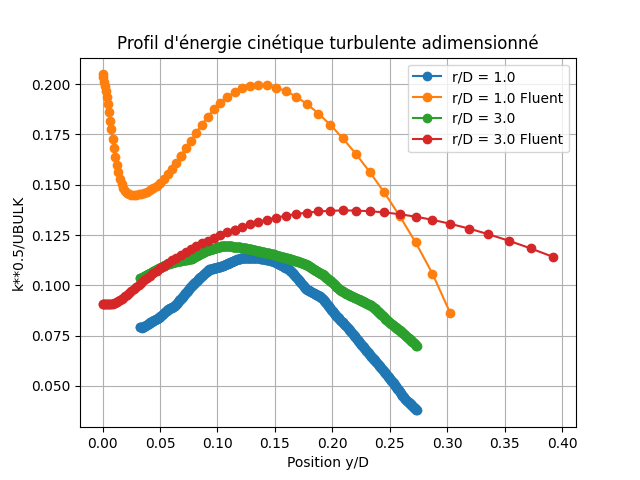 Profil d'énergie cinétique turbulente adimensionné
r/D = 1.0
r/D = 1.0 Fluent
r/D = 3.0
r/D = 3.0 Fluent
k**0.5/UBULK
0.200
0.175
0.150
0.125
0.100
0.075
0.050
0.00 0.05 0.10 0.15 0.20 0.25 0.30 0.35 0.40
Position y/D